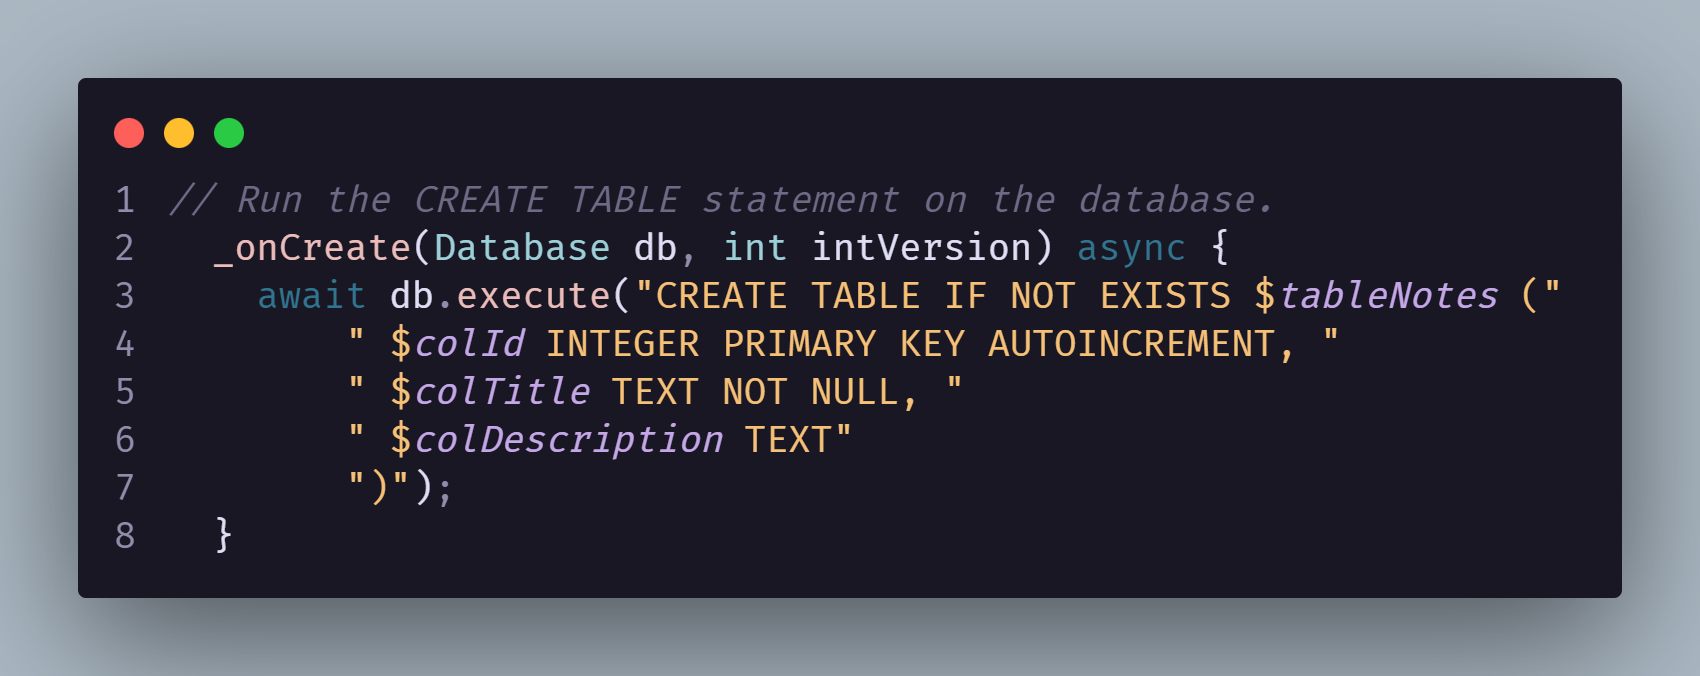 1 // Run the CREATE TABLE statement on the database.
2   _onCreate(Database db, int intVersion) async {
3     await db.execute("CREATE TABLE IF NOT EXISTS $tableNotes ("
4         " $colId INTEGER PRIMARY KEY AUTOINCREMENT, "
5         " $colTitle TEXT NOT NULL, "
6         " $colDescription TEXT"
7         ")");
8   }